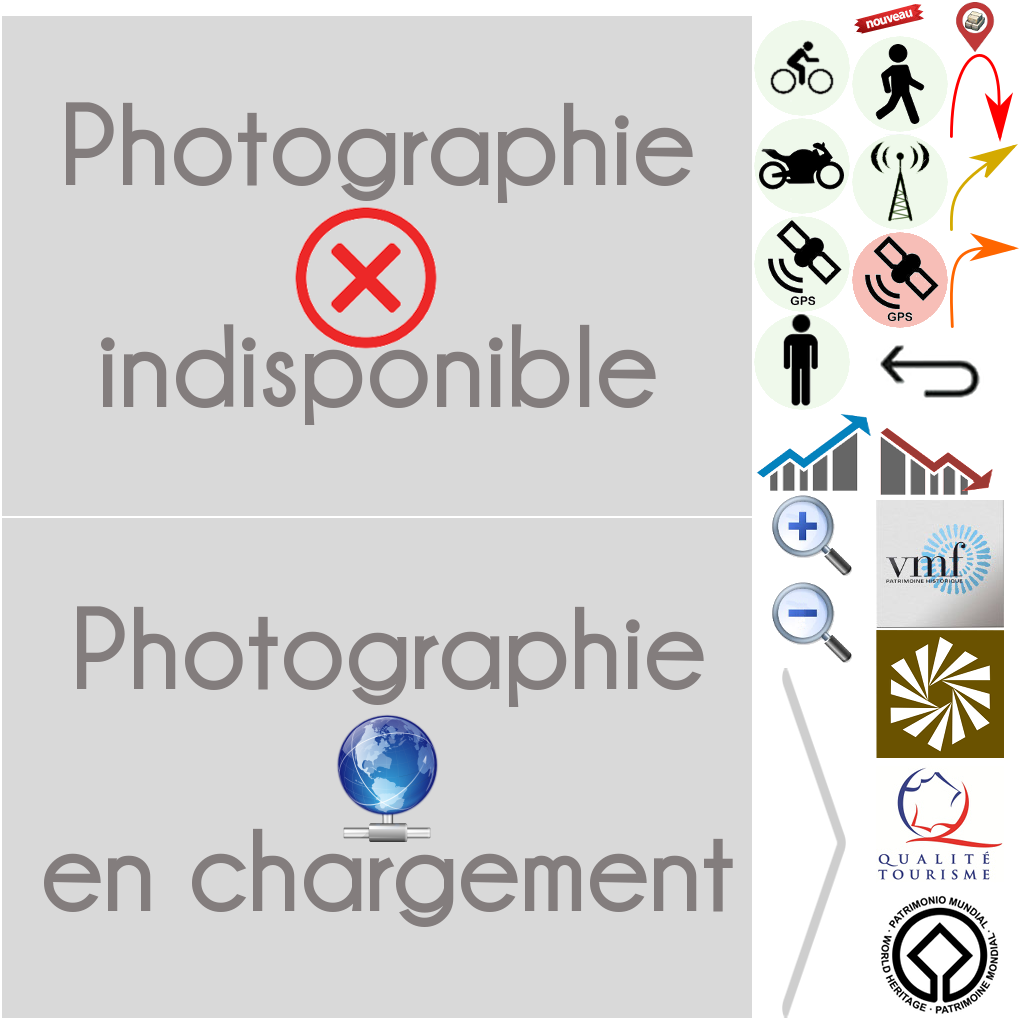 Photographie
indisponible
Photographie
en chargement
nouveau
GPS
GPS
vmf
PATRIMOINE HISTORIQUE
QUALITÉ
TOURISME
· PATRIMONIO MUNDIAL ·
WORLD HERITAGE · PATRIMOINE MONDIAL